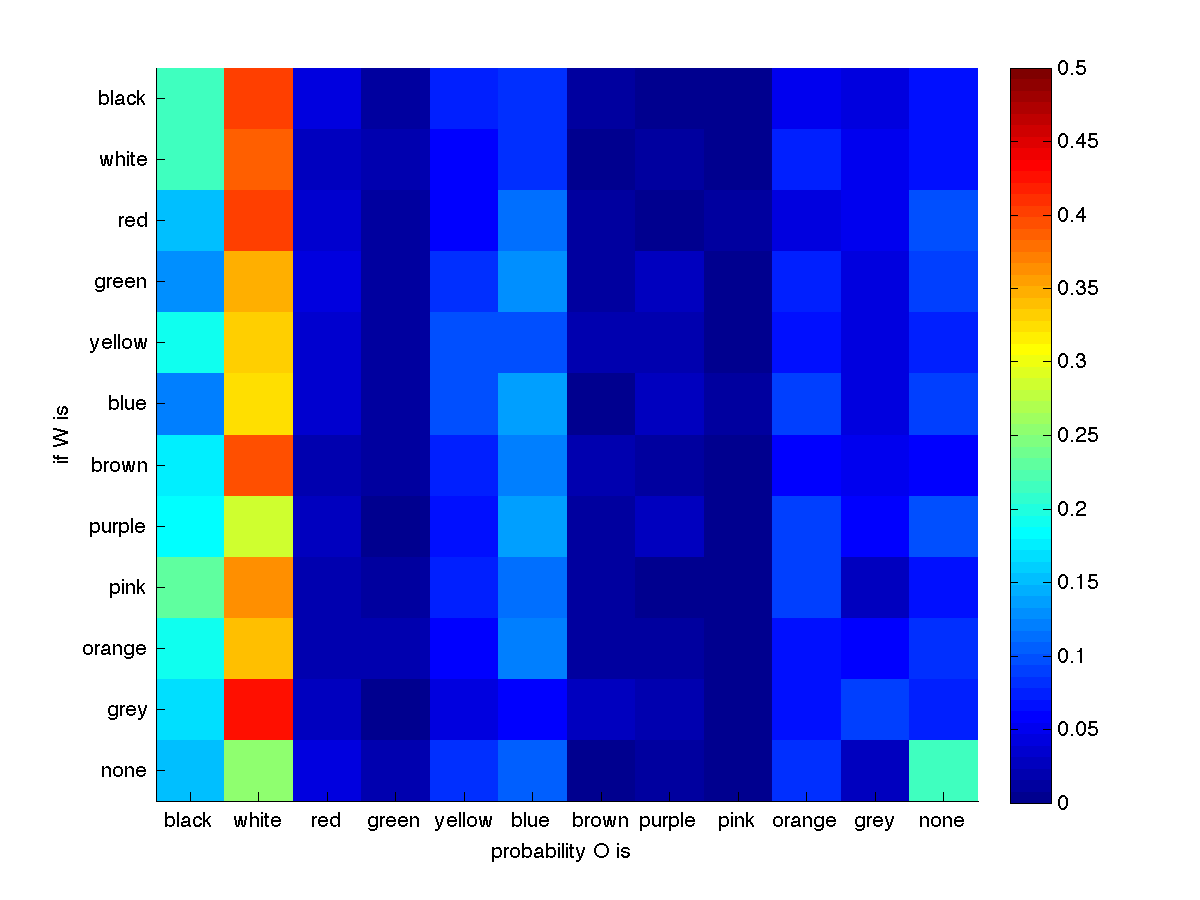 black
white
red
green
yellow
blue
brown
purple
pink
orange
grey
none
if W is
black white red green yellow blue brown purple pink orange grey none
probability O is
0.5
0.45
0.4
0.35
0.3
0.25
0.2
0.15
0.1
0.05
0